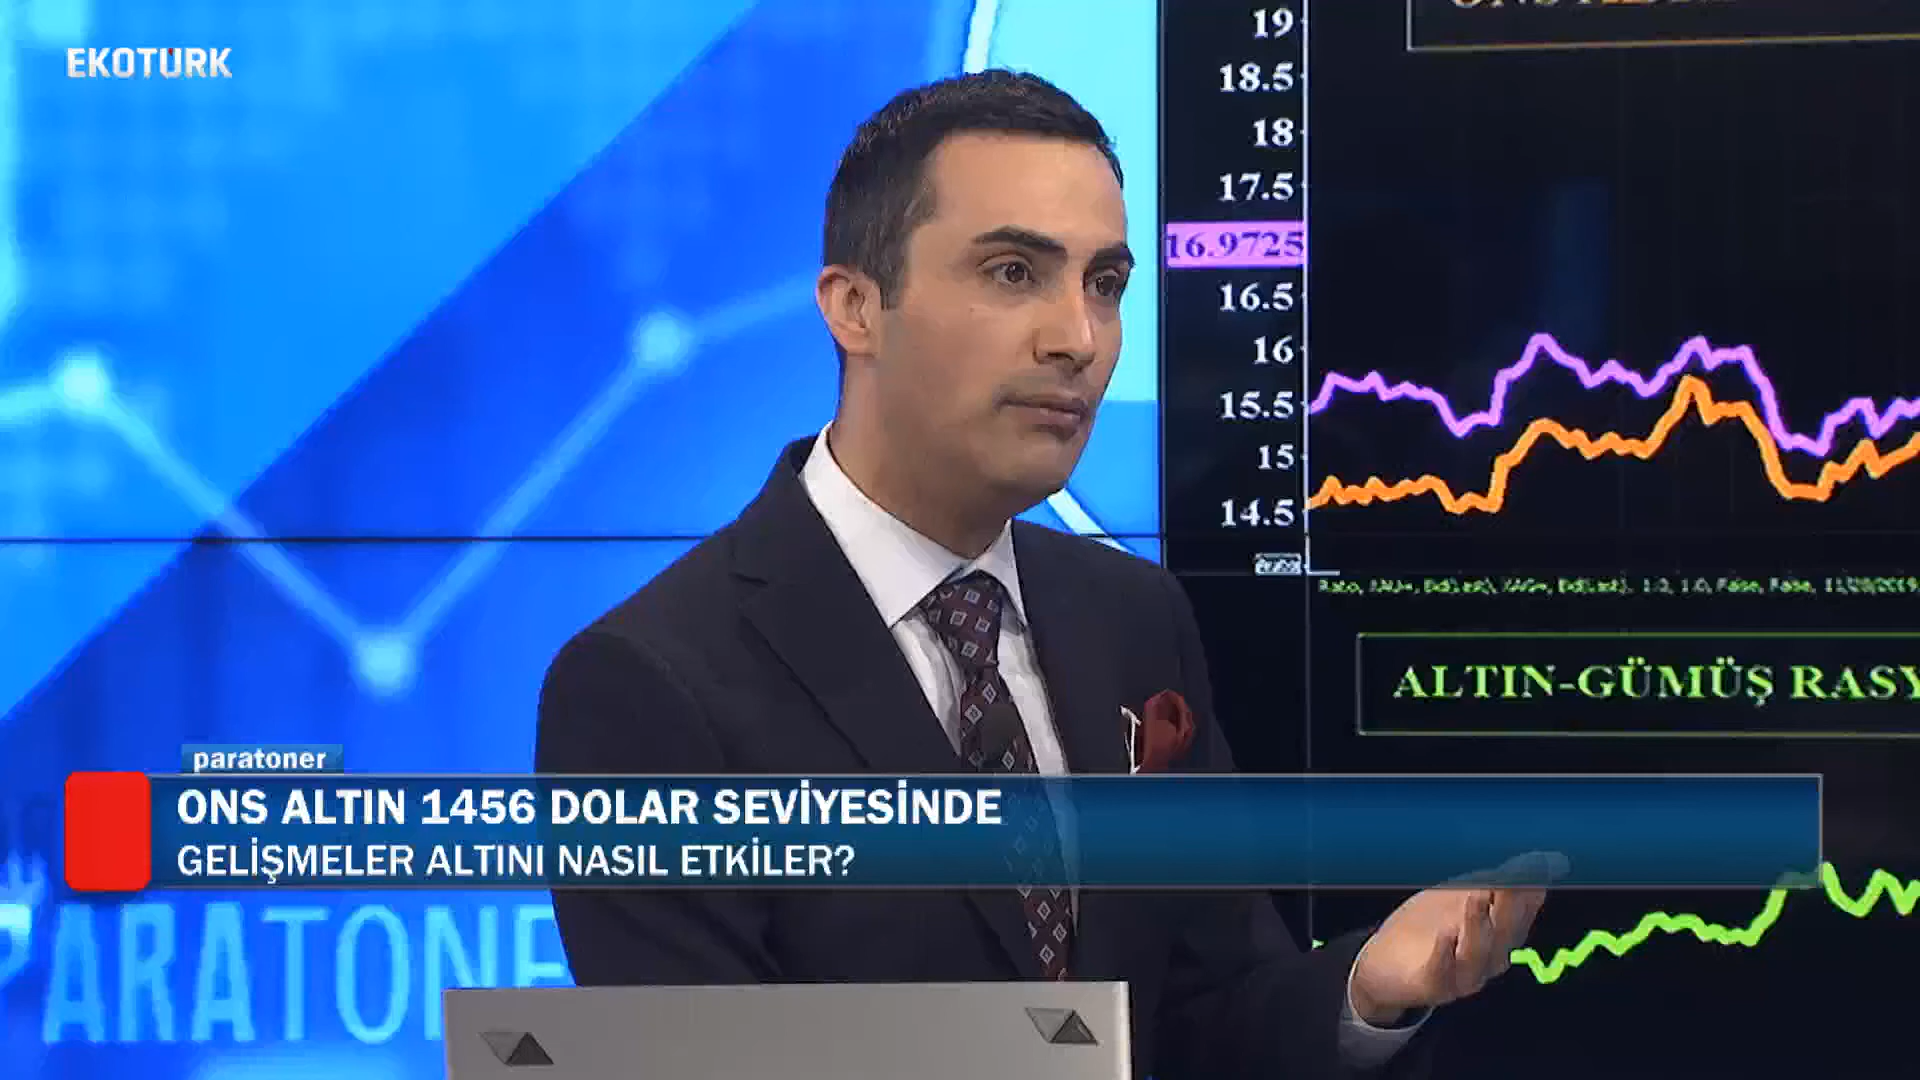 EKOTÜRK
19
18.5
18
17.5
16.9725
16.5
16
15.5
15
14.5
ALTIN-GÜMÜŞ RASY
paratoner
ONS ALTIN 1456 DOLAR SEVİYESİNDE
GELİŞMELER ALTINI NASIL ETKİLER?
PARATONE